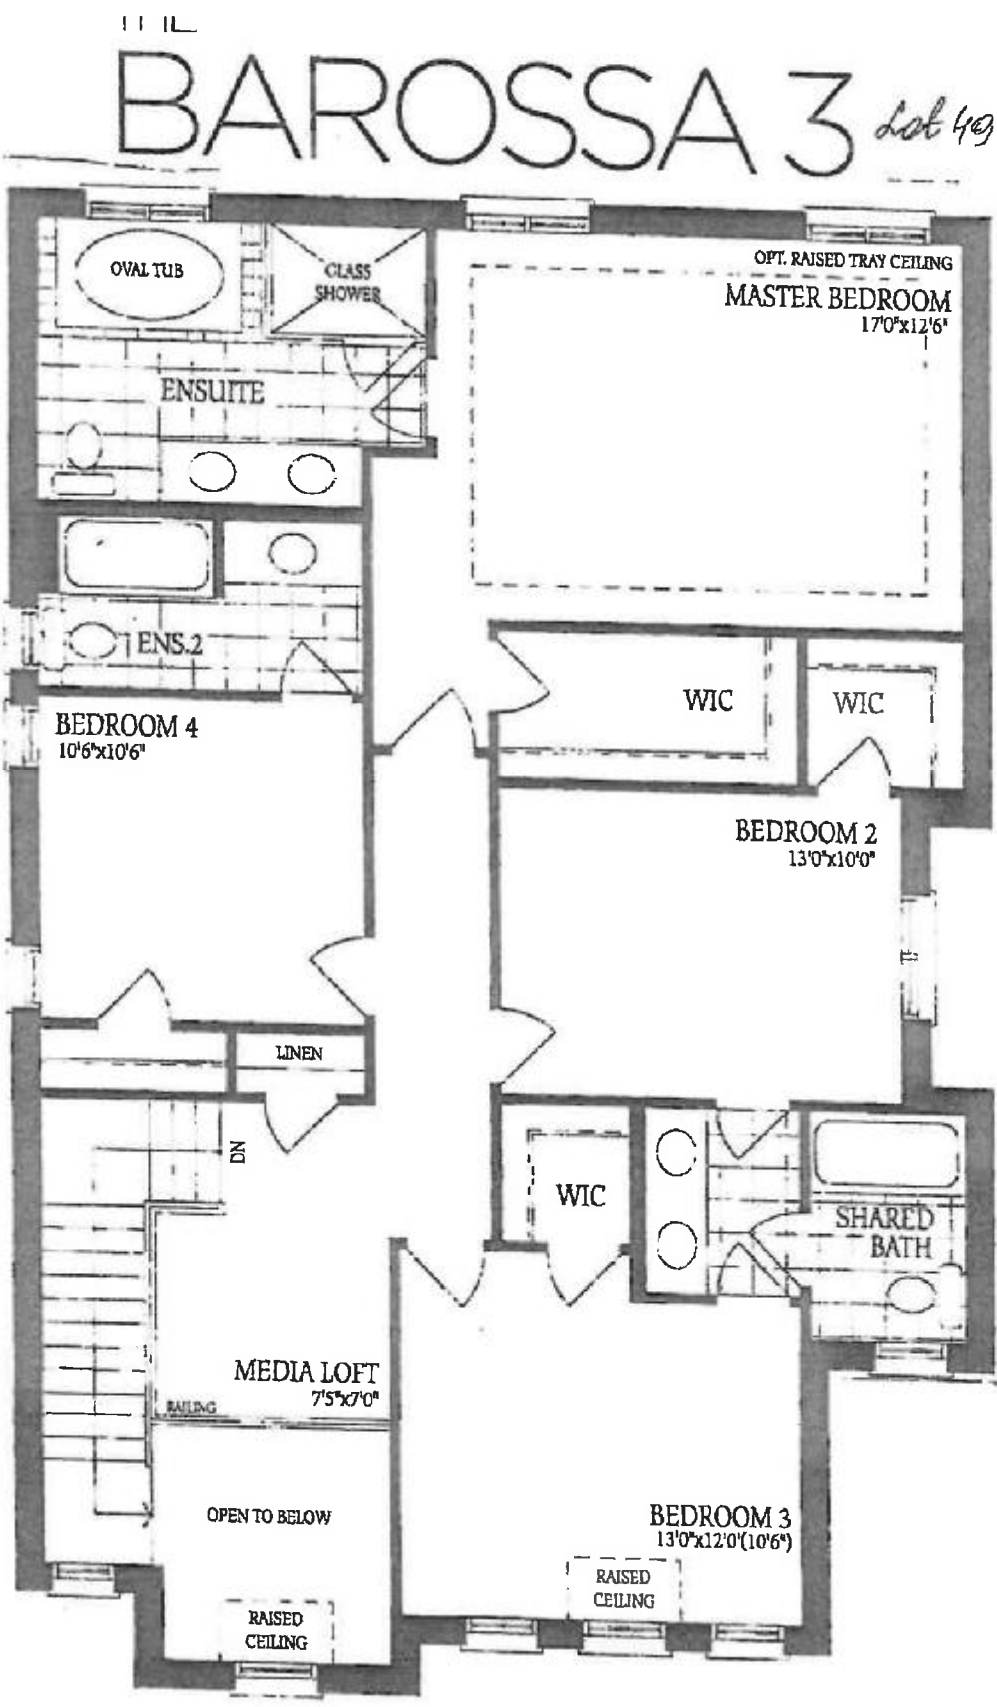 THE
BAROSSA 3 Lot 49
OVAL TUB
GLASS
SHOWER
OPT. RAISED TRAY CEILING
MASTER BEDROOM
17'0"x12'6"
ENSUITE
ENS.2
WIC
WIC
BEDROOM 4
10'6"x10'6"
BEDROOM 2
13'0"x10'0"
LINEN
DN
WIC
SHARED
BATH
MEDIA LOFT
7'5"x7'0"
RAILING
OPEN TO BELOW
BEDROOM 3
13'0"x12'0"(10'6")
RAISED
CEILING
RAISED
CEILING